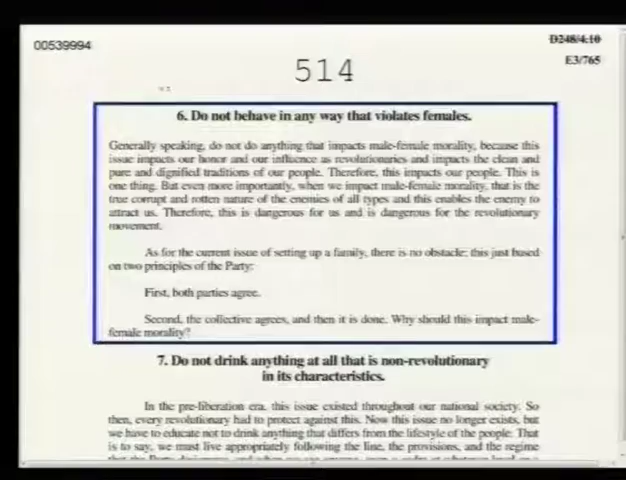 00539994
D248/4.10
E3/765
514
6. Do not behave in any way that violates females.
Generally speaking, do not do anything that impacts male-female morality, because this
issue impacts our honor and our influence as revolutionaries and impacts the clean and
pure and dignified traditions of our people. Therefore, this impacts our people. This is
one thing. But even more importantly, when we impact male-female morality, that is the
true corrupt and rotten nature of the enemies of all types and this enables the enemy to
attract us. Therefore, this is dangerous for us and is dangerous for the revolutionary
movement.
As for the current issue of setting up a family, there is no obstacle; this just based
on two principles of the Party:
First, both parties agree.
Second, the collective agrees, and then it is done. Why should this impact male-
female morality?
7. Do not drink anything at all that is non-revolutionary
in its characteristics.
In the pre-liberation era, this issue existed throughout our national society. So
then, every revolutionary had to protect against this. Now this issue no longer exists, but
we have to educate not to drink anything that differs from the lifestyle of the people. That
is to say, we must live appropriately following the line, the provisions, and the regime